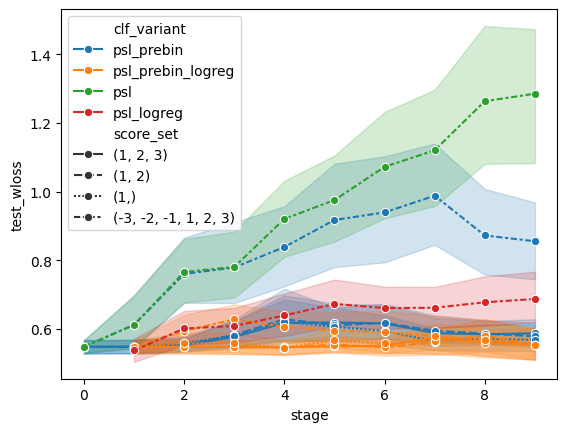 clf_variant
psl_prebin
psl_prebin_logreg
psl
psl_logreg
score_set
(1, 2, 3)
(1, 2)
(1,)
(-3, -2, -1, 1, 2, 3)
test_wloss
1.4
1.2
1.0
0.8
0.6
0 2 4 6 8
stage